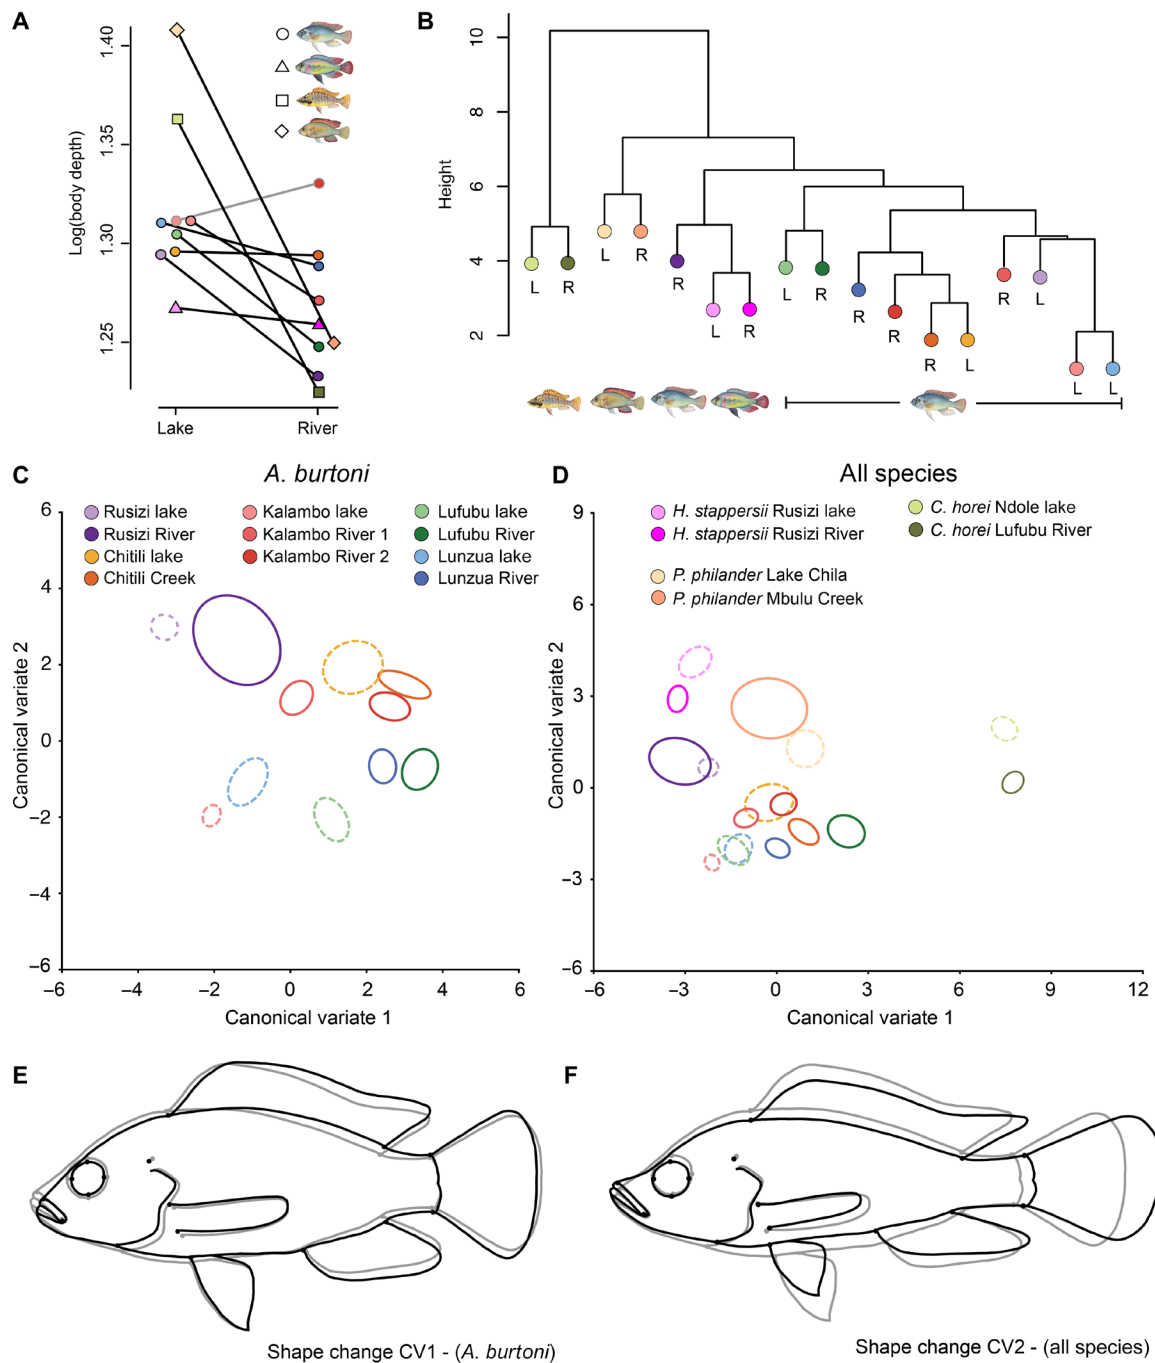 A
Log(body depth)
1.40
1.35
1.30
1.25
Lake
River
B
Height
10
8
6
4
2
L
R
L
R
R
L
R
L
R
R
R
R
L
R
L
L
L
C
A. burtoni
Rusizi lake
Rusizi River
Chitili lake
Chitili Creek
Kalambo lake
Kalambo River 1
Kalambo River 2
Lufubu lake
Lufubu River
Lunzua lake
Lunzua River
Canonical variate 2
6
4
2
0
−2
−4
−6
−6
−4
−2
0
2
4
6
Canonical variate 1
D
All species
H. stappersii Rusizi lake
H. stappersii Rusizi River
P. philander Lake Chila
P. philander Mbulu Creek
C. horei Ndole lake
C. horei Lufubu River
Canonical variate 2
9
6
3
0
−3
−6
−6
−3
0
3
6
9
12
Canonical variate 1
E
Shape change CV1 - (A. burtoni)
F
Shape change CV2 - (all species)